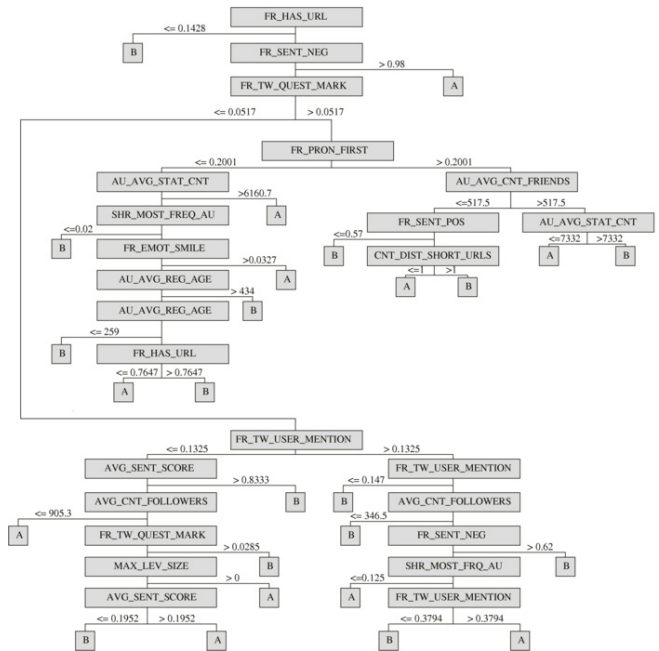 FR_HAS_URL
<= 0.1428
B
FR_SENT_NEG
> 0.98
FR_TW_QUEST_MARK
A
<= 0.0517 > 0.0517
FR_PRON_FIRST
<= 0.2001 > 0.2001
AU_AVG_STAT_CNT AU_AVG_CNT_FRIENDS
>6160.7 <=517.5 >517.5
SHR_MOST_FREQ_AU A FR_SENT_POS AU_AVG_STAT_CNT
<=0.02 <=0.57 <=7332 >7332
B FR_EMOT_SMILE B CNT_DIST_SHORT_URLS A B
>0.0327 <=1 >1
AU_AVG_REG_AGE A A B
> 434
AU_AVG_REG_AGE B
<= 259
B FR_HAS_URL
<= 0.7647 > 0.7647
A B
FR_TW_USER_MENTION
<= 0.1325 > 0.1325
AVG_SENT_SCORE FR_TW_USER_MENTION
> 0.8333 <= 0.147
AVG_CNT_FOLLOWERS B B AVG_CNT_FOLLOWERS
<= 905.3 <= 346.5
A FR_TW_QUEST_MARK B FR_SENT_NEG
> 0.0285 > 0.62
MAX_LEV_SIZE B SHR_MOST_FRQ_AU B
> 0 <=0.125
AVG_SENT_SCORE A A FR_TW_USER_MENTION
<= 0.1952 > 0.1952 <= 0.3794 > 0.3794
B A B A